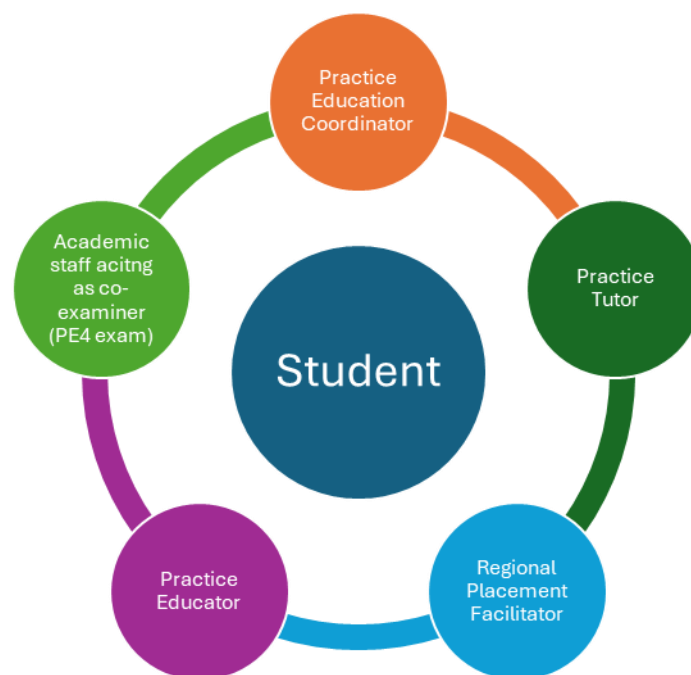 Practice
Education
Coordinator
Academic
staff acitng
as co-
examiner
(PE4 exam)
Practice
Tutor
Student
Practice
Educator
Regional
Placement
Facilitator